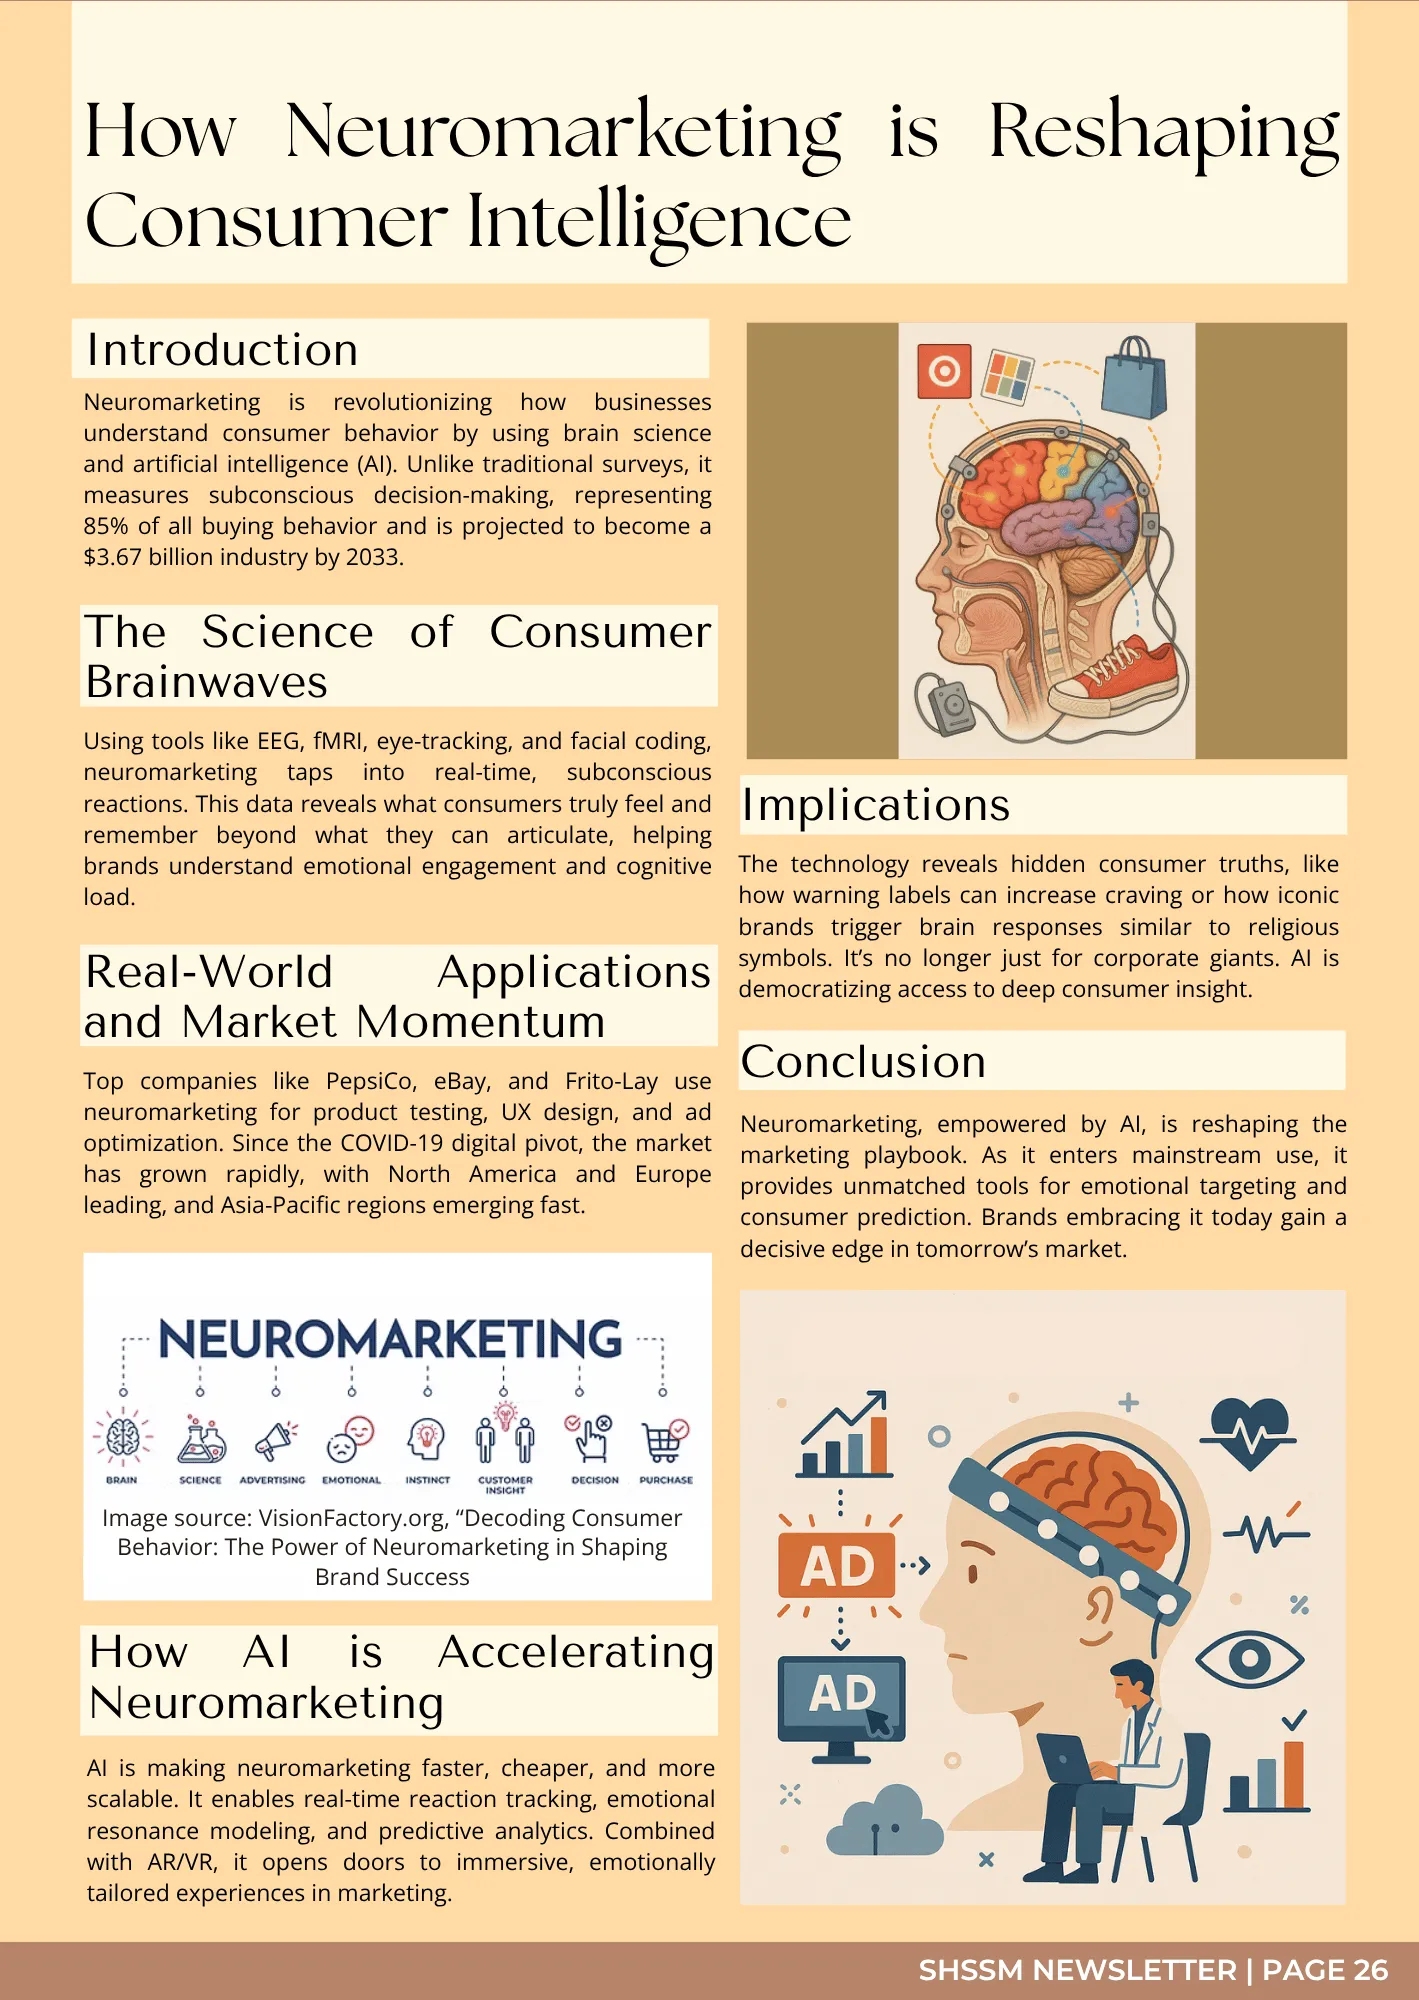 How Neuromarketing is Reshaping
Consumer Intelligence
Introduction
Neuromarketing is revolutionizing how businesses
understand consumer behavior by using brain science
and artificial intelligence (AI). Unlike traditional surveys, it
measures subconscious decision-making, representing
85% of all buying behavior and is projected to become a
$3.67 billion industry by 2033.
The Science of Consumer
Brainwaves
Using tools like EEG, fMRI, eye-tracking, and facial coding,
neuromarketing taps into real-time, subconscious
reactions. This data reveals what consumers truly feel and
remember beyond what they can articulate, helping
brands understand emotional engagement and cognitive
load.
Real-World Applications
and Market Momentum
Top companies like PepsiCo, eBay, and Frito-Lay use
neuromarketing for product testing, UX design, and ad
optimization. Since the COVID-19 digital pivot, the market
has grown rapidly, with North America and Europe
leading, and Asia-Pacific regions emerging fast.
NEUROMARKETING
BRAIN SCIENCE ADVERTISING EMOTIONAL INSTINCT CUSTOMER INSIGHT DECISION PURCHASE
Image source: VisionFactory.org, “Decoding Consumer
Behavior: The Power of Neuromarketing in Shaping
Brand Success
How AI is Accelerating
Neuromarketing
AI is making neuromarketing faster, cheaper, and more
scalable. It enables real-time reaction tracking, emotional
resonance modeling, and predictive analytics. Combined
with AR/VR, it opens doors to immersive, emotionally
tailored experiences in marketing.
Implications
The technology reveals hidden consumer truths, like
how warning labels can increase craving or how iconic
brands trigger brain responses similar to religious
symbols. It’s no longer just for corporate giants. AI is
democratizing access to deep consumer insight.
Conclusion
Neuromarketing, empowered by AI, is reshaping the
marketing playbook. As it enters mainstream use, it
provides unmatched tools for emotional targeting and
consumer prediction. Brands embracing it today gain a
decisive edge in tomorrow’s market.
AD
AD
SHSSM NEWSLETTER | PAGE 26